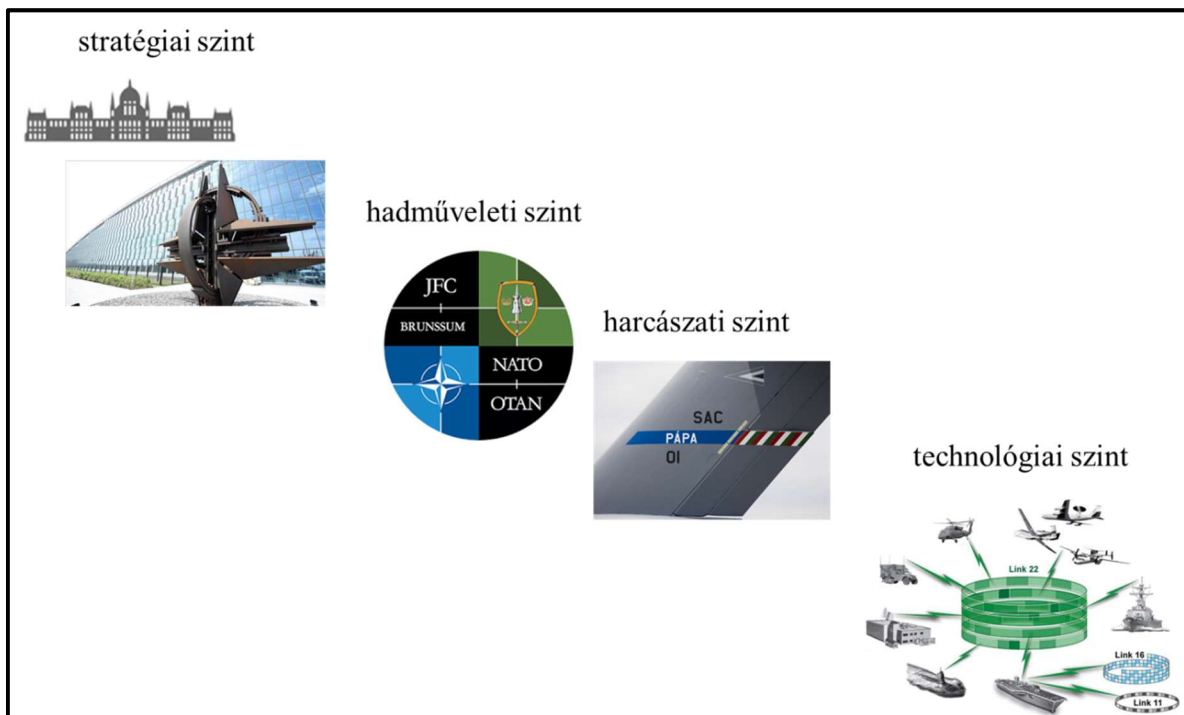 stratégiai szint
hadműveleti szint
JFC
BRUNSSUM
NATO
OTAN
harcászati szint
SAC
PÁPA
01
technológiai szint
Link 22
Link 16
Link 11